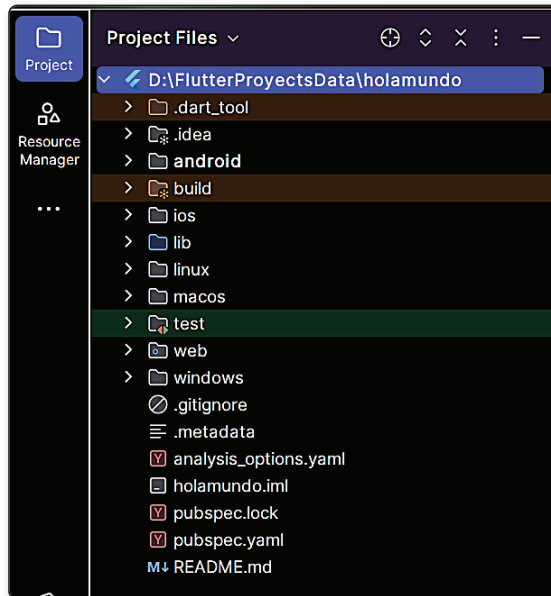 Project
Resource
Manager
Project Files
D:\FlutterProyectsData\holamundo
.dart_tool
.idea
android
build
ios
lib
linux
macos
test
web
windows
.gitignore
.metadata
analysis_options.yaml
holamundo.iml
pubspec.lock
pubspec.yaml
README.md